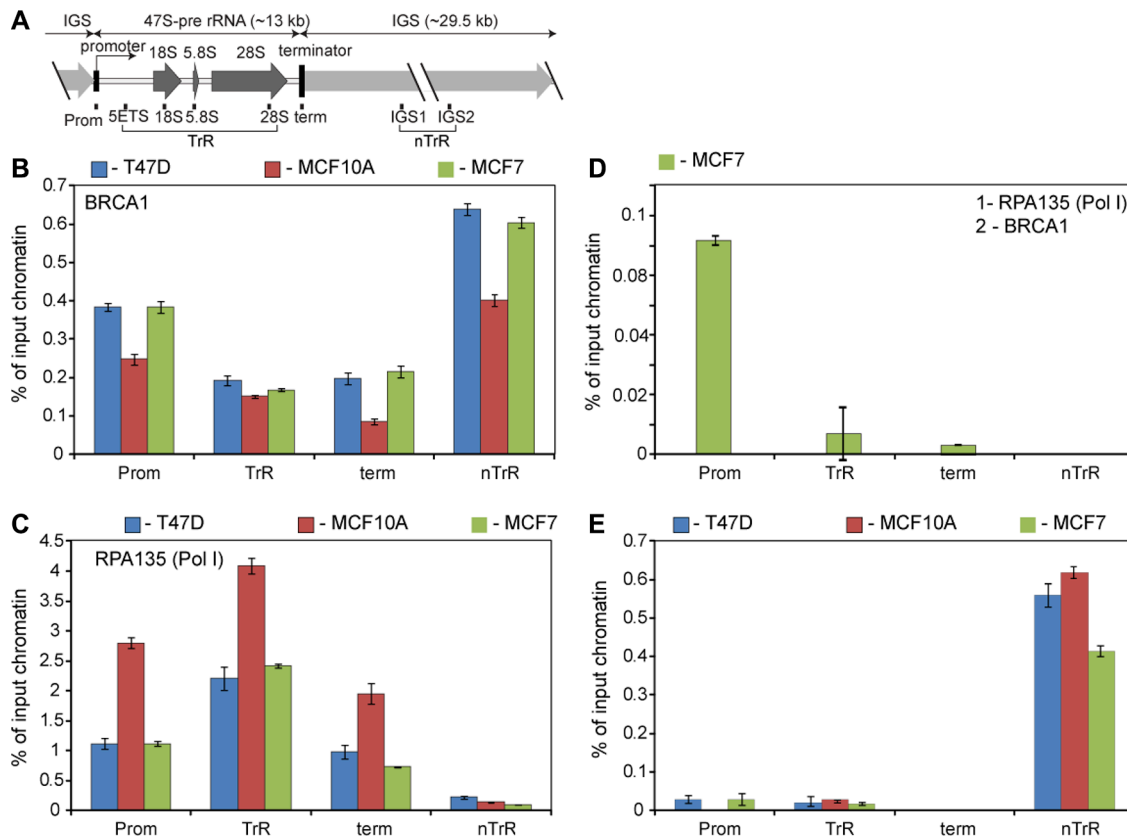 A
IGS 47S-pre rRNA (~13 kb) IGS (~29.5 kb)
promoter 18S 5.8S 28S terminator
Prom 5ETS 18S 5.8S 28S term IGS1 IGS2
TrR nTrR
B
- T47D - MCF10A - MCF7
BRCA1
% of input chromatin
0.7
0.6
0.5
0.4
0.3
0.2
0.1
0
Prom TrR term nTrR
C
- T47D - MCF10A - MCF7
RPA135 (Pol I)
% of input chromatin
4.5
4
3.5
3
2.5
2
1.5
1
0.5
0
Prom TrR term nTrR
D
- MCF7
1- RPA135 (Pol I)
2 - BRCA1
% of input chromatin
0.1
0.08
0.04
0.02
0
Prom TrR term nTrR
E
- T47D - MCF10A - MCF7
% of input chromatin
0.7
0.6
0.5
0.4
0.3
0.2
0.1
0
Prom TrR term nTrR